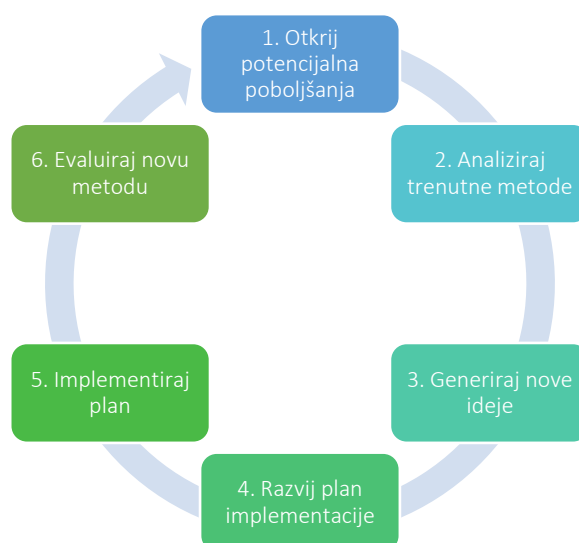 1. Otkrij
potencijalna
poboljšanja
2. Analiziraj
trenutne metode
3. Generiraj nove
ideje
4. Razvij plan
implementacije
5. Implementiraj
plan
6. Evaluiraj novu
metodu